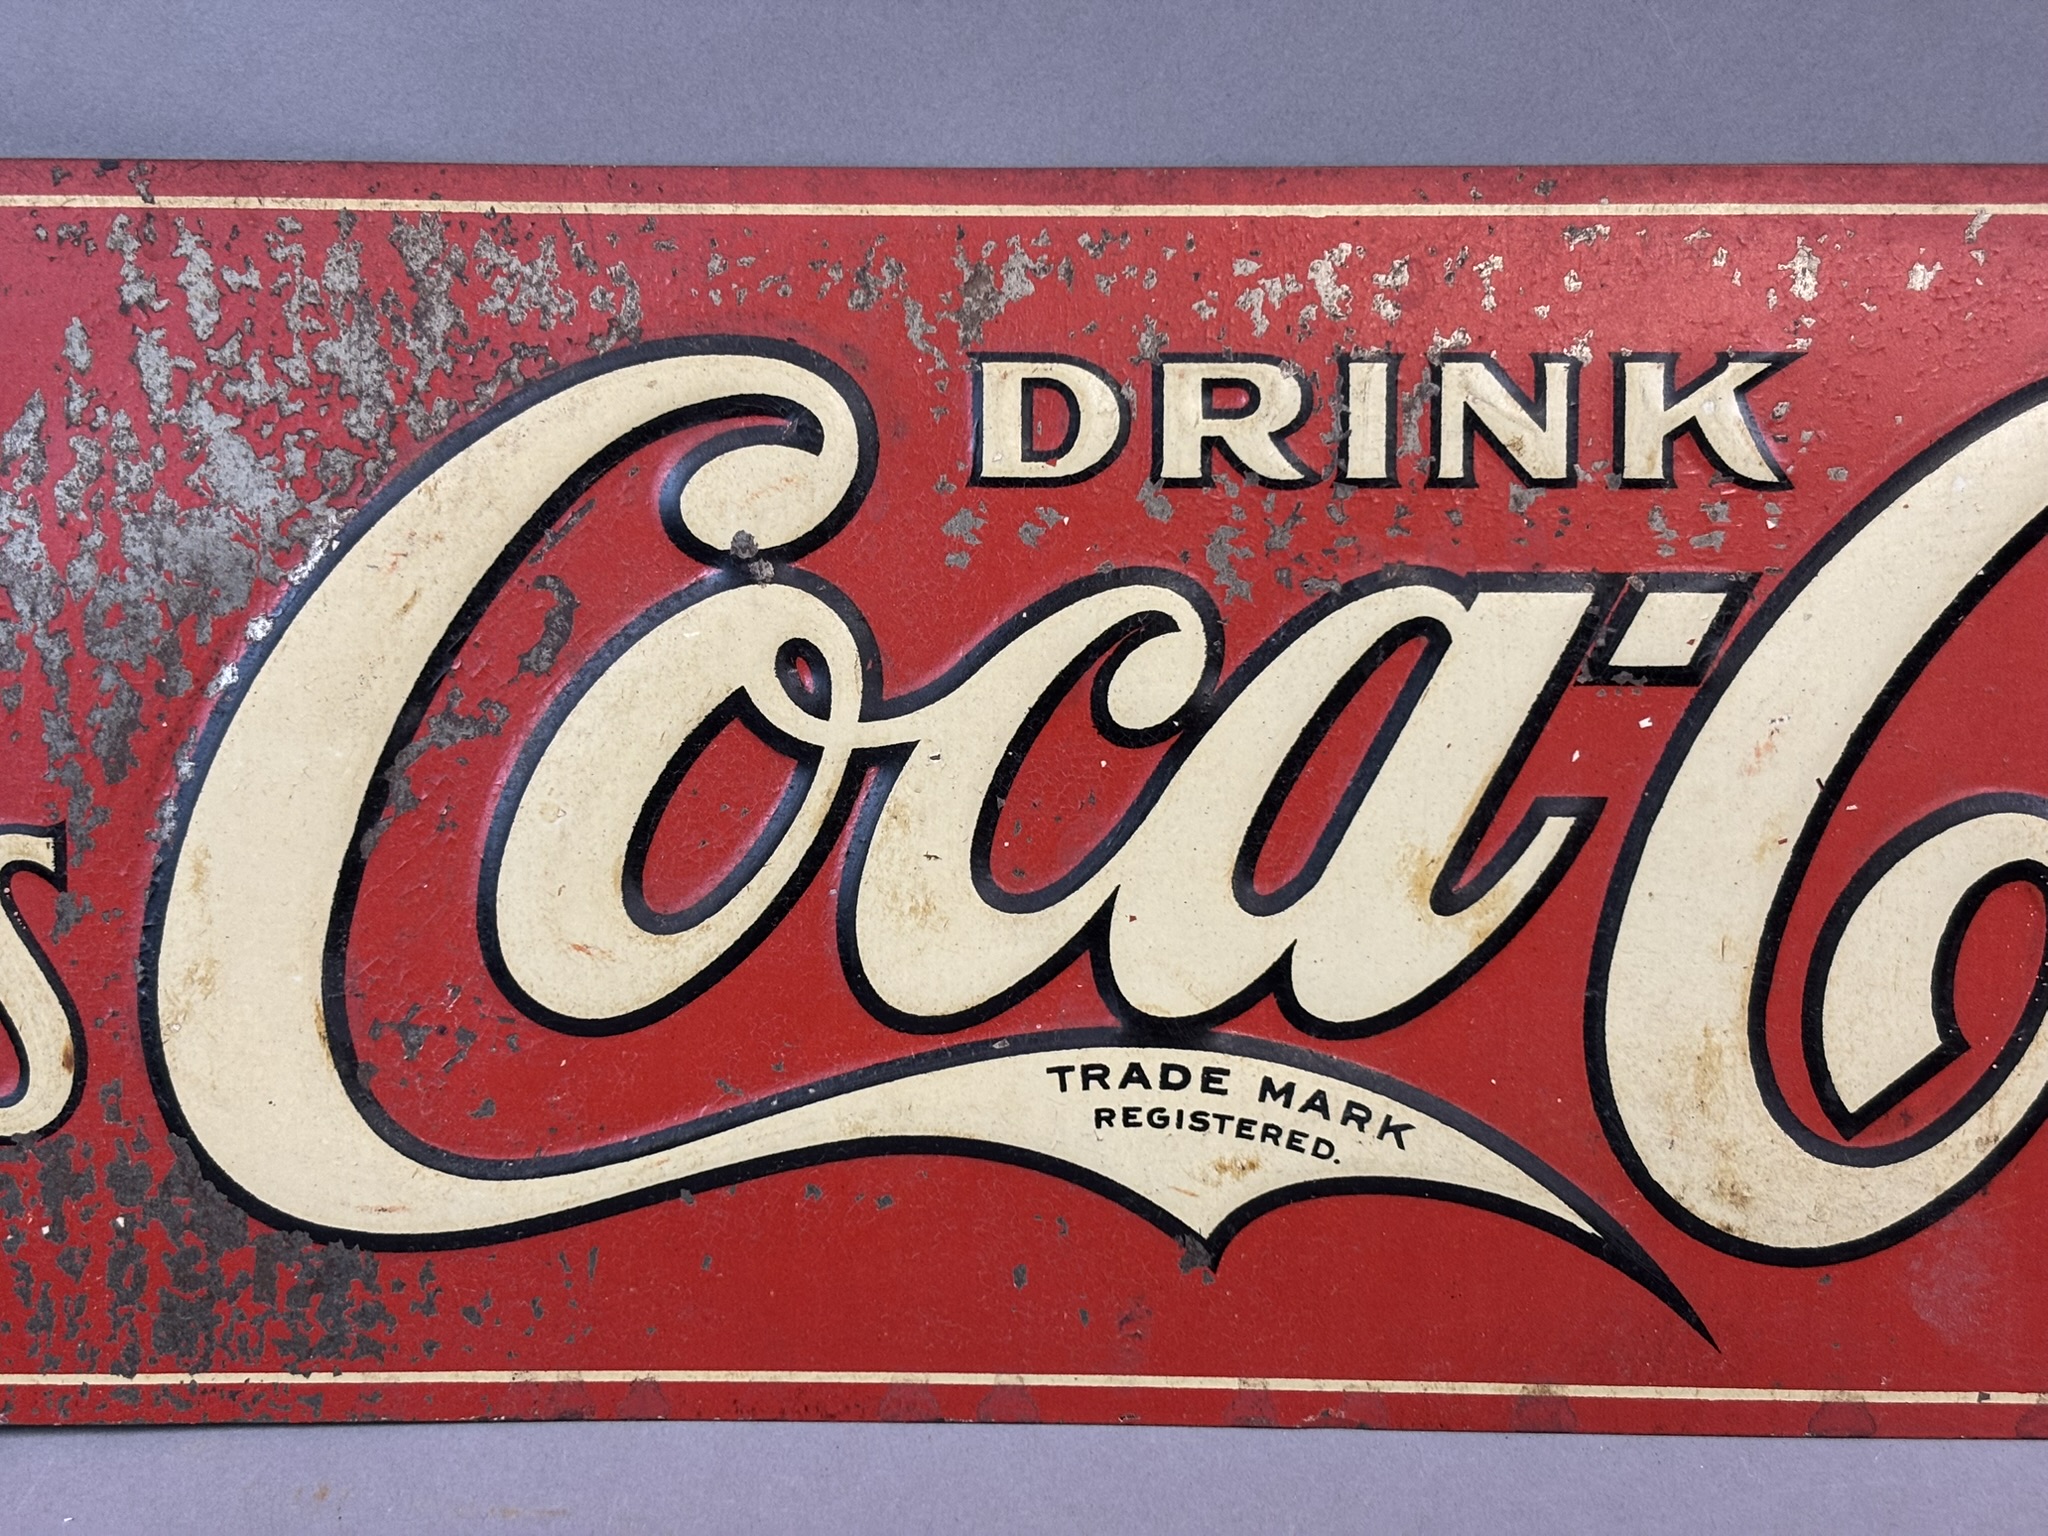 DRINK
s Coca-C
TRADE MARK
REGISTERED.